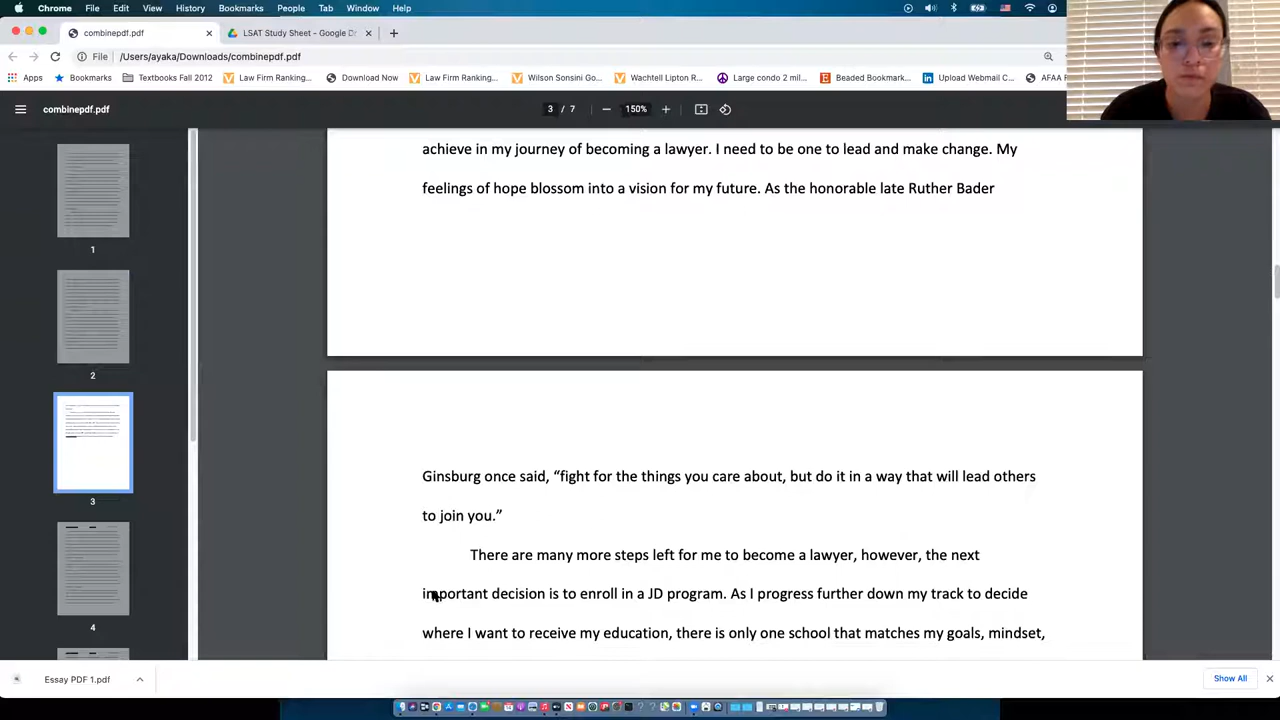 Chrome File Edit View History Bookmarks People Tab Window Help
combinepdf.pdf
LSAT Study Sheet - Google Dr
File /Users/ayaka/Downloads/combinepdf.pdf
Apps Bookmarks Textbooks Fall 2012 Law Firm Ranking... Download Now Law Firm Ranking... Wilson Sonsini Go... Wachtell Lipton R... Large condo 2 mil... Beaded Bookmark... Upload Webmail C... AFAA
combinepdf.pdf 3 / 7 150%
achieve in my journey of becoming a lawyer. I need to be one to lead and make change. My
feelings of hope blossom into a vision for my future. As the honorable late Ruther Bader
Ginsburg once said, “fight for the things you care about, but do it in a way that will lead others
to join you.”
There are many more steps left for me to become a lawyer, however, the next
important decision is to enroll in a JD program. As I progress further down my track to decide
where I want to receive my education, there is only one school that matches my goals, mindset,
1
2
3
4
Essay PDF 1.pdf
Show All